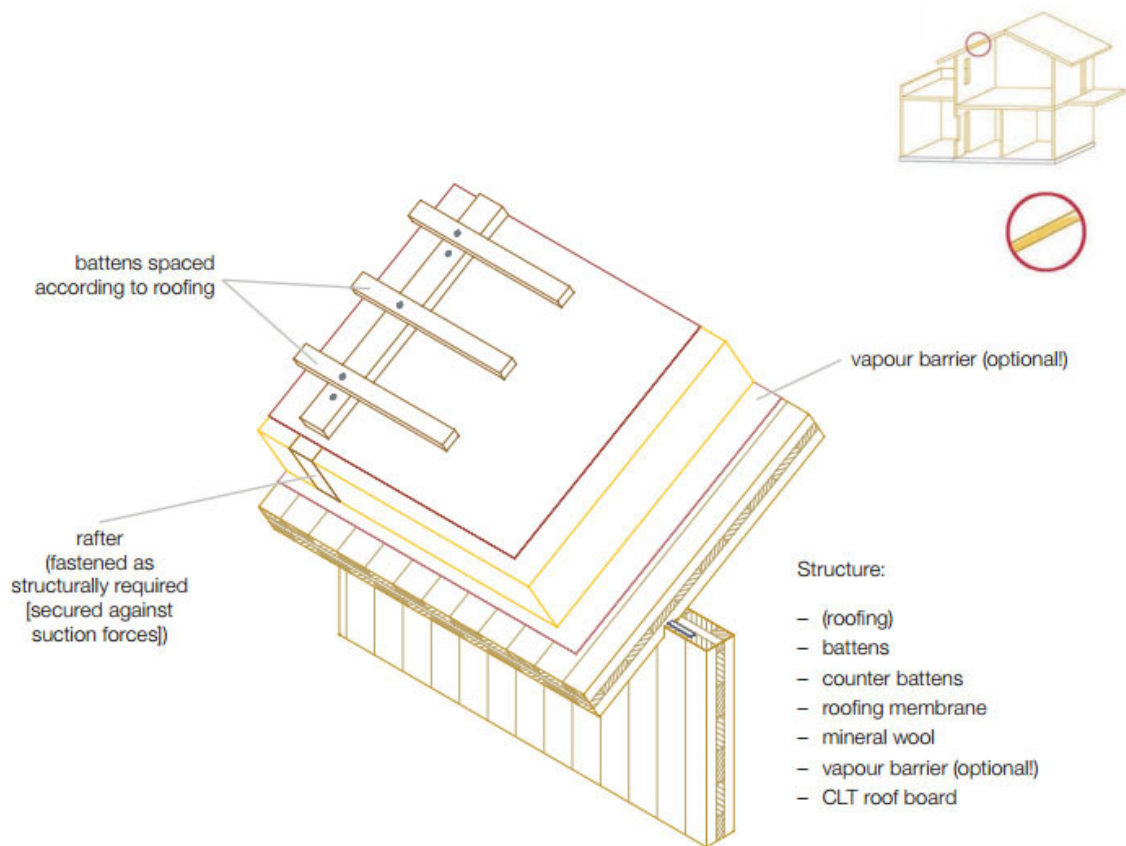 battens spaced
according to roofing
vapour barrier (optional!)
rafter
(fastened as
structurally required
[secured against
suction forces])
Structure:
– (roofing)
– battens
– counter battens
– roofing membrane
– mineral wool
– vapour barrier (optional!)
– CLT roof board